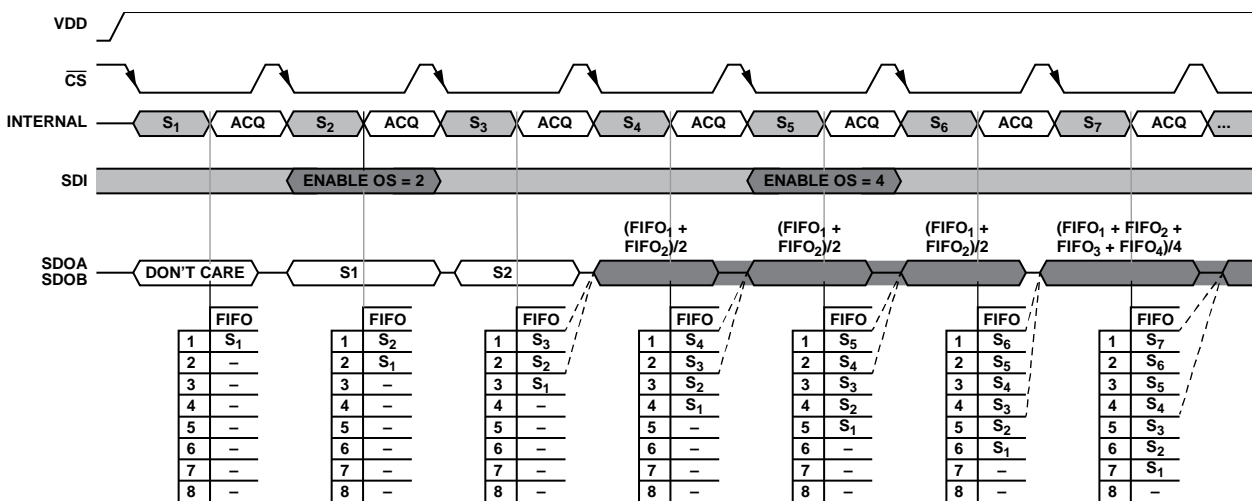 VDD
CS
INTERNAL S₁ ACQ S₂ ACQ S₃ ACQ S₄ ACQ S₅ ACQ S₆ ACQ S₇ ACQ ...
SDI ENABLE OS = 2 ENABLE OS = 4
(FIFO₁ + (FIFO₁ + (FIFO₁ + (FIFO₁ + FIFO₂ +
FIFO₂)/2 FIFO₂)/2 FIFO₂)/2 FIFO₃ + FIFO₄)/4
SDOA
SDOB
DON'T CARE S1 S2
FIFO FIFO FIFO FIFO FIFO FIFO FIFO
1 S₁ 1 S₂ 1 S₃ 1 S₄ 1 S₅ 1 S₆ 1 S₇
2 – 2 S₁ 2 S₂ 2 S₃ 2 S₄ 2 S₅ 2 S₆
3 – 3 – 3 S₁ 3 S₂ 3 S₃ 3 S₄ 3 S₅
4 – 4 – 4 – 4 S₁ 4 S₂ 4 S₃ 4 S₄
5 – 5 – 5 – 5 – 5 S₁ 5 S₂ 5 S₃
6 – 6 – 6 – 6 – 6 – 6 S₁ 6 S₂
7 – 7 – 7 – 7 – 7 – 7 – 7 S₁
8 – 8 – 8 – 8 – 8 – 8 – 8 –